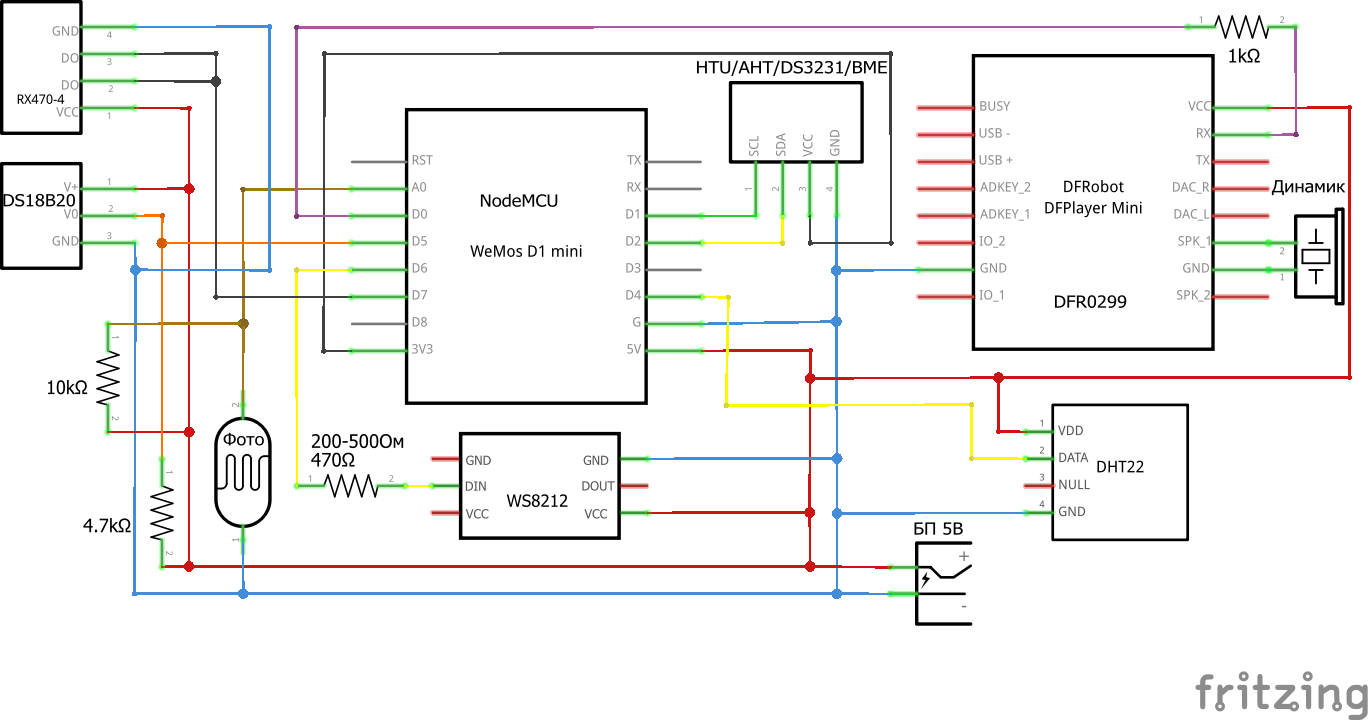 GND 4
DO 3
DO 2
RX470-4
VCC 1
DS18B20
V+ 1
V0 2
GND 3
1
10kΩ
2
1
4.7kΩ
2
2
Фото
1
NodeMCU
WeMos D1 mini
RST
A0
D0
D5
D6
D7
D8
3V3
TX
RX
D1
D2
D3
D4
G
5V
HTU/AHT/DS3231/BME
SCL SDA VCC GND
1 2 3 4
200-500Ом
470Ω
1 2
GND
DIN
VCC
WS8212
GND
DOUT
VCC
1 2
1kΩ
BUSY
USB -
USB +
ADKEY_2
ADKEY_1
IO_2
GND
IO_1
DFRobot
DFPlayer Mini
DFR0299
VCC
RX
TX
DAC_R
DAC_L
SPK_1
GND
SPK_2
Динамик
2
1
1 VDD
2 DATA
3 NULL
4 GND
DHT22
БП 5В
+
-
fritzing